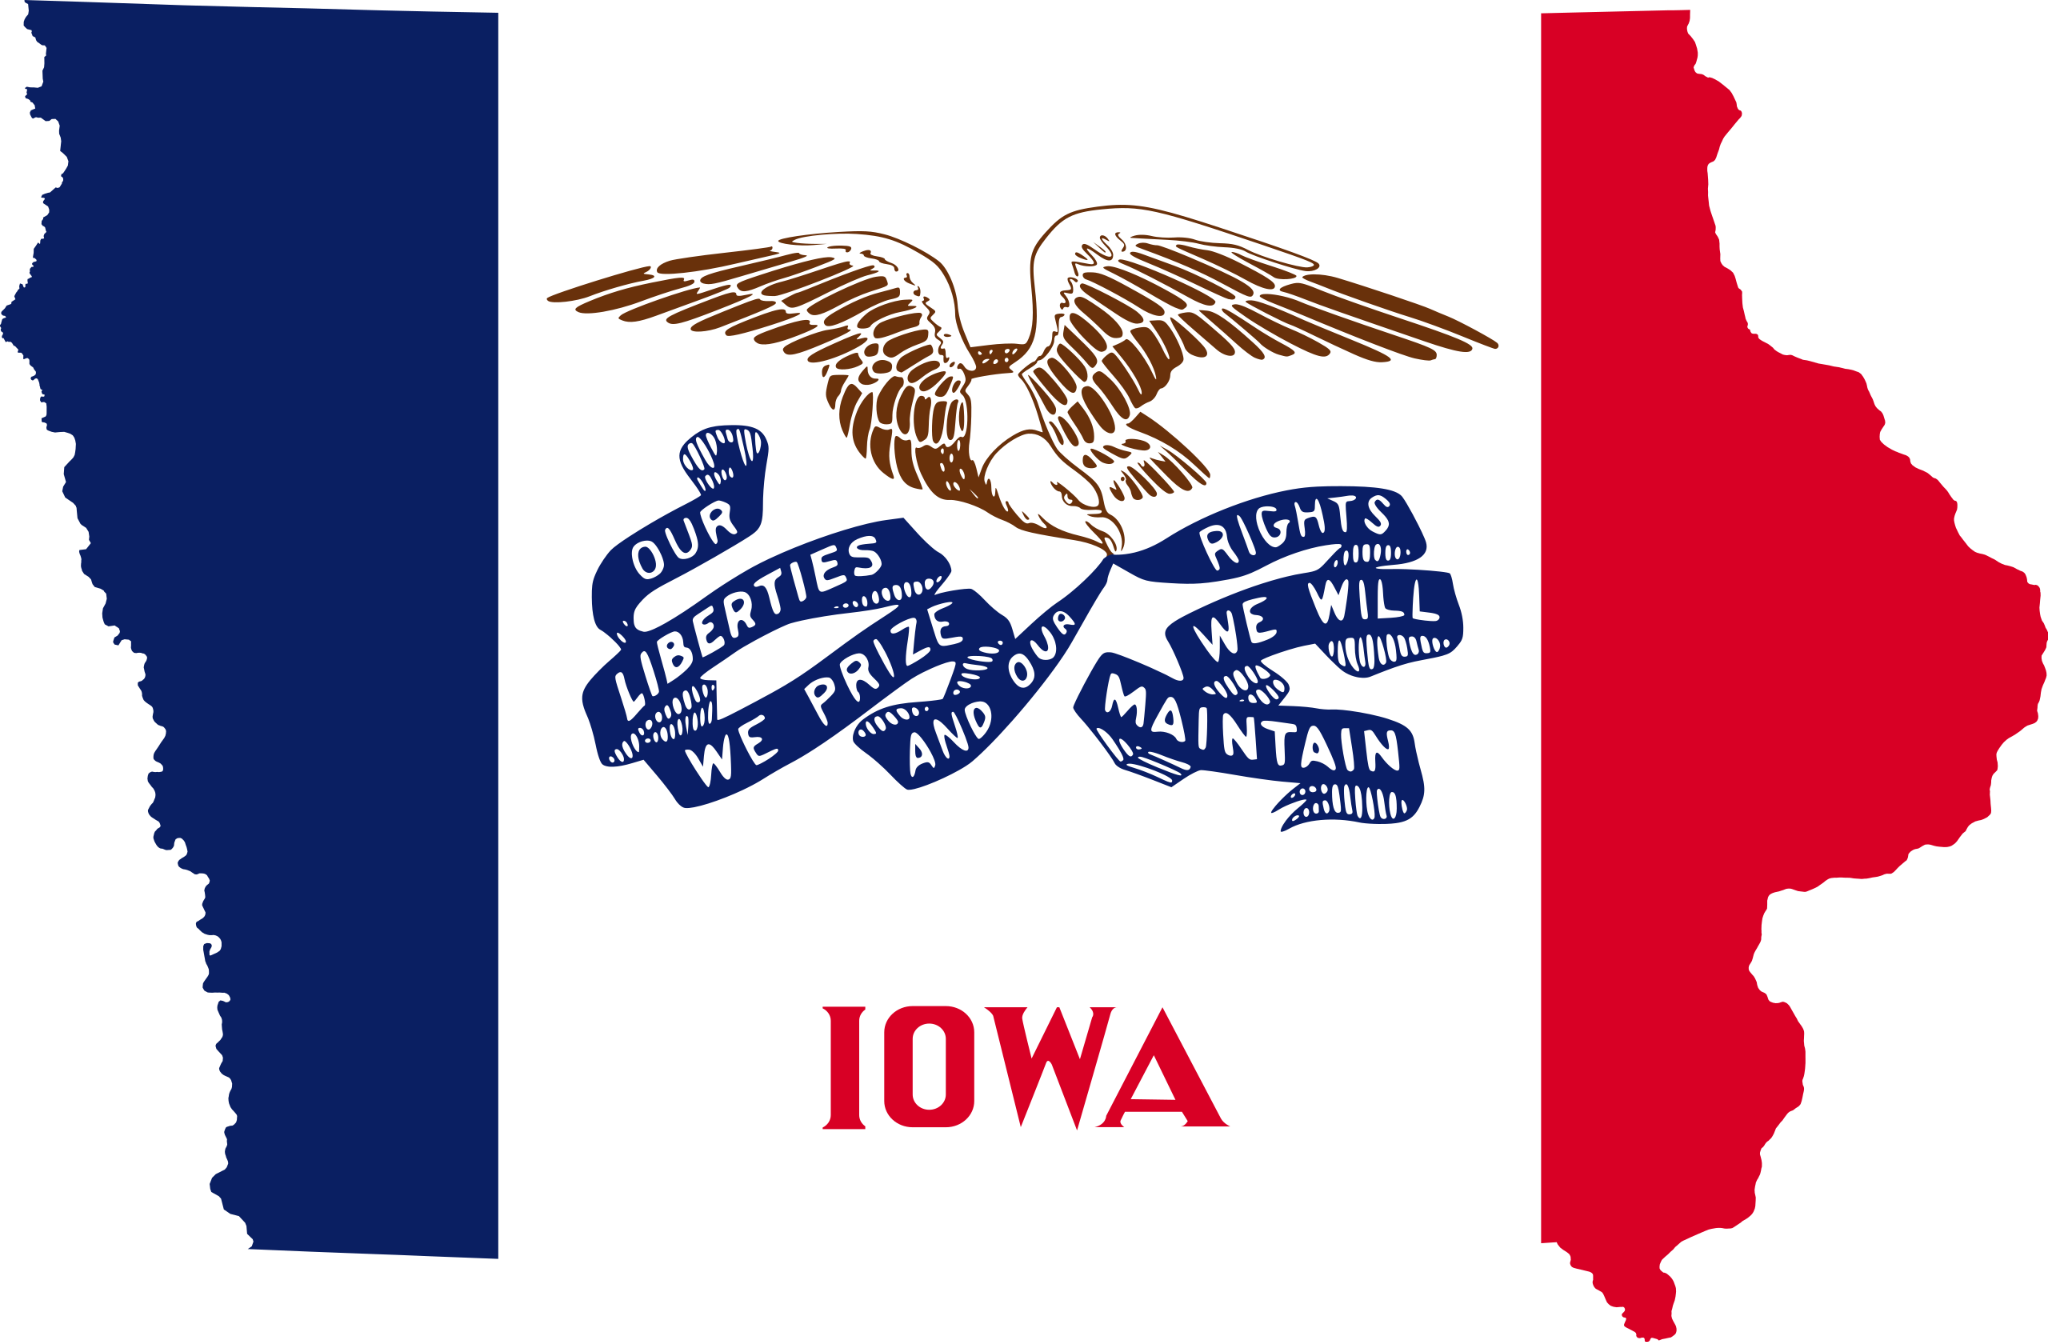 OUR
LIBERTIES
WE PRIZE
AND OUR
RIGHTS
WE WILL
MAINTAIN
IOWA